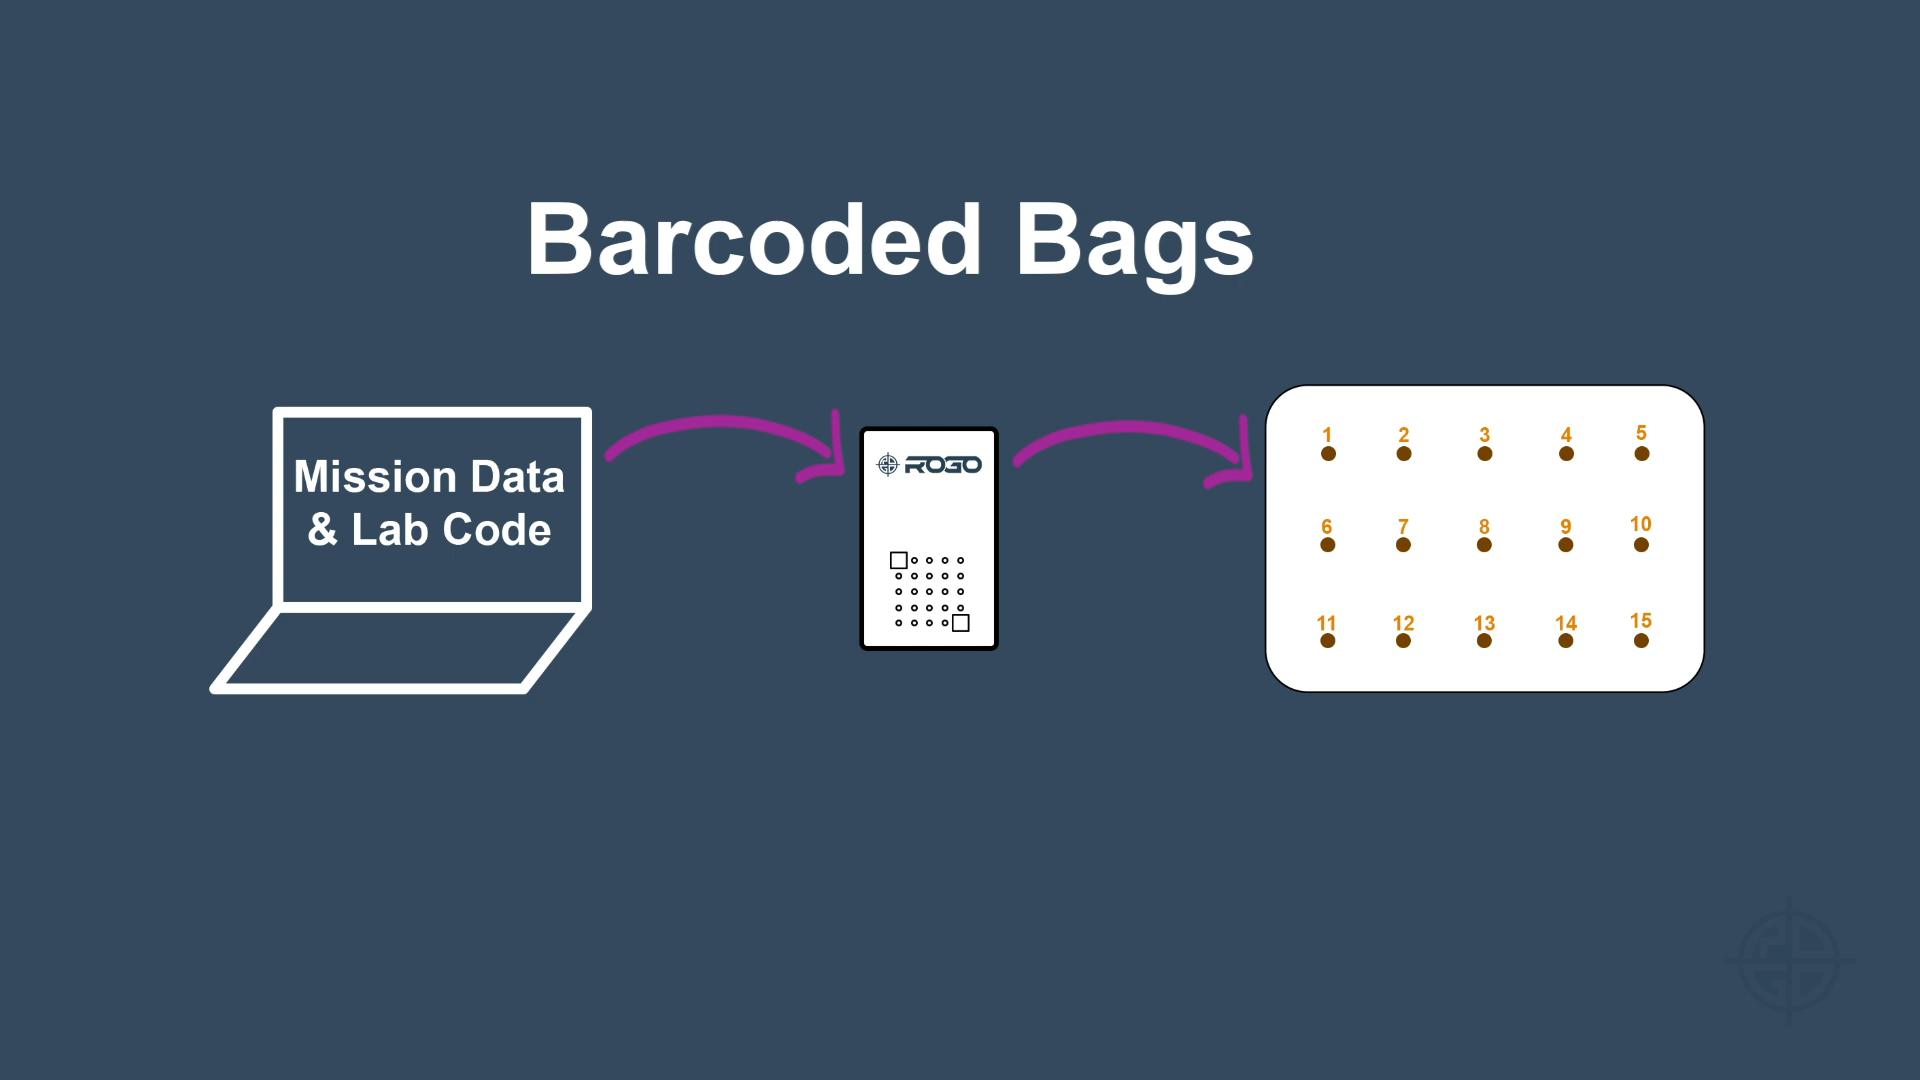 Barcoded Bags
Mission Data
& Lab Code
ROGO
1 2 3 4 5
6 7 8 9 10
11 12 13 14 15